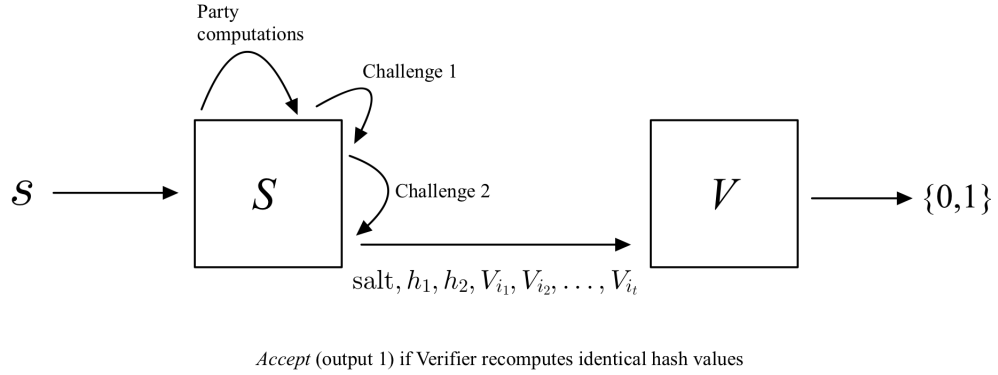 Party
computations
Challenge 1
s
S
Challenge 2
V
{0,1}
salt, h₁, h₂, V_{i₁}, V_{i₂}, . . . , V_{iₜ}
Accept (output 1) if Verifier recomputes identical hash values